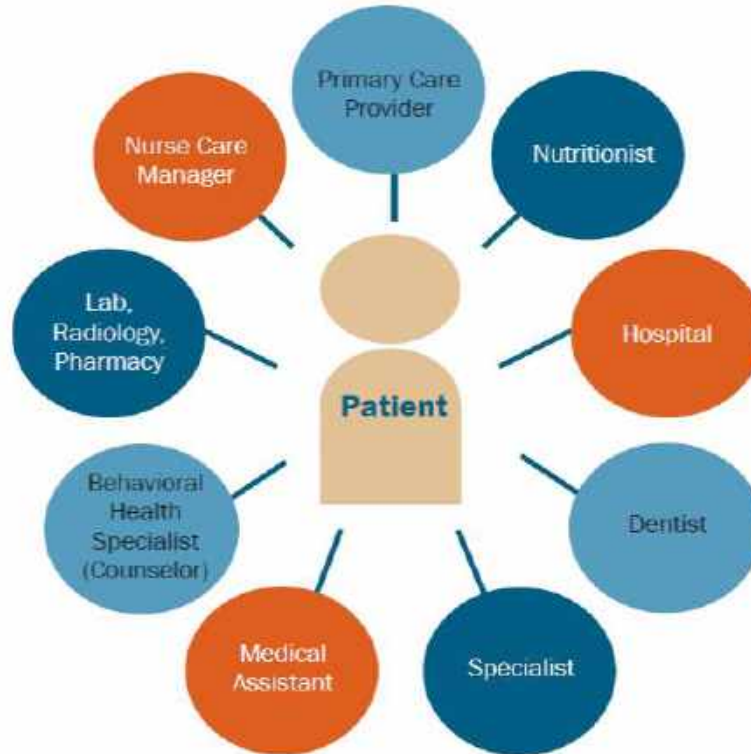 Primary Care
Provider
Nutritionist
Hospital
Dentist
Specialist
Medical
Assistant
Behavioral
Health
Specialist
(Counselor)
Lab,
Radiology,
Pharmacy
Nurse Care
Manager
Patient